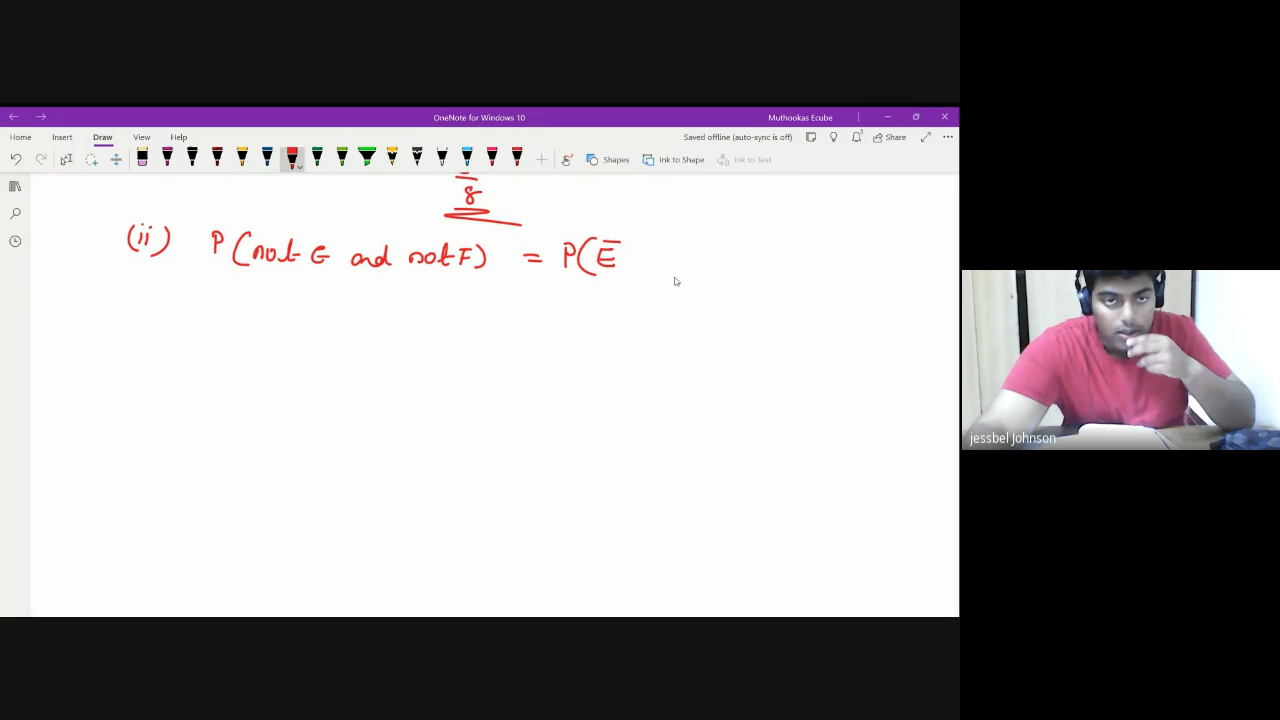 OneNote for Windows 10
Muthookas Ecube
Home Insert Draw View Help
Saved offline (auto-sync is off)
Share
Shapes
Ink to Shape
Ink to Text
8
(ii) P(not E and not F) = P(E̅
jessbel Johnson